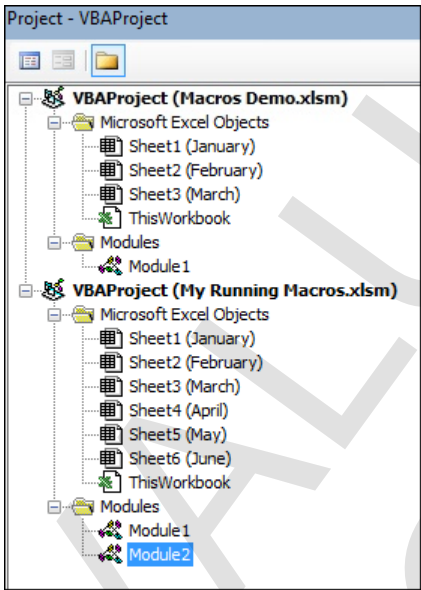 Project - VBAProject
VBAProject (Macros Demo.xlsm)
Microsoft Excel Objects
Sheet1 (January)
Sheet2 (February)
Sheet3 (March)
ThisWorkbook
Modules
Module1
VBAProject (My Running Macros.xlsm)
Microsoft Excel Objects
Sheet1 (January)
Sheet2 (February)
Sheet3 (March)
Sheet4 (April)
Sheet5 (May)
Sheet6 (June)
ThisWorkbook
Modules
Module1
Module2